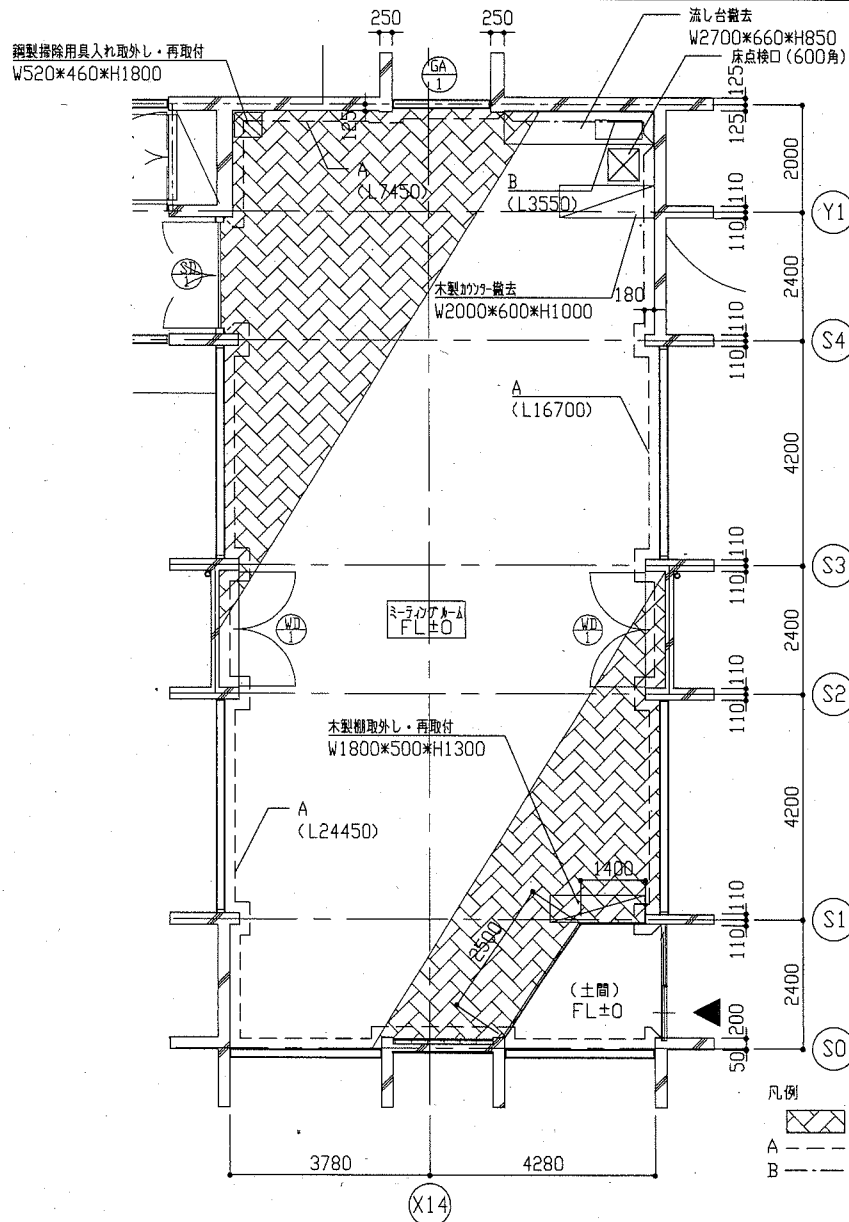 250
250
流し台撤去
W2700*660*H850
床点検口(600角)
鋼製掃除用具入れ取外し・再取付
W520*460*H1800
GA
1
125
125
125
A
(L7450)
B
(L3550)
2000
110
110
Y1
SD
1
木製カウンター撤去
W2000*600*H1000
180
2400
110
110
S4
A
(L16700)
4200
110
110
S3
ミーティングルーム
FL±0
WD
1
WD
1
2400
110
110
S2
木製棚取外し・再取付
W1800*500*H1300
A
(L24450)
4200
1400
110
110
S1
2500
(土間)
FL±0
2400
200
50
S0
凡例
A
B
3780
4280
X14